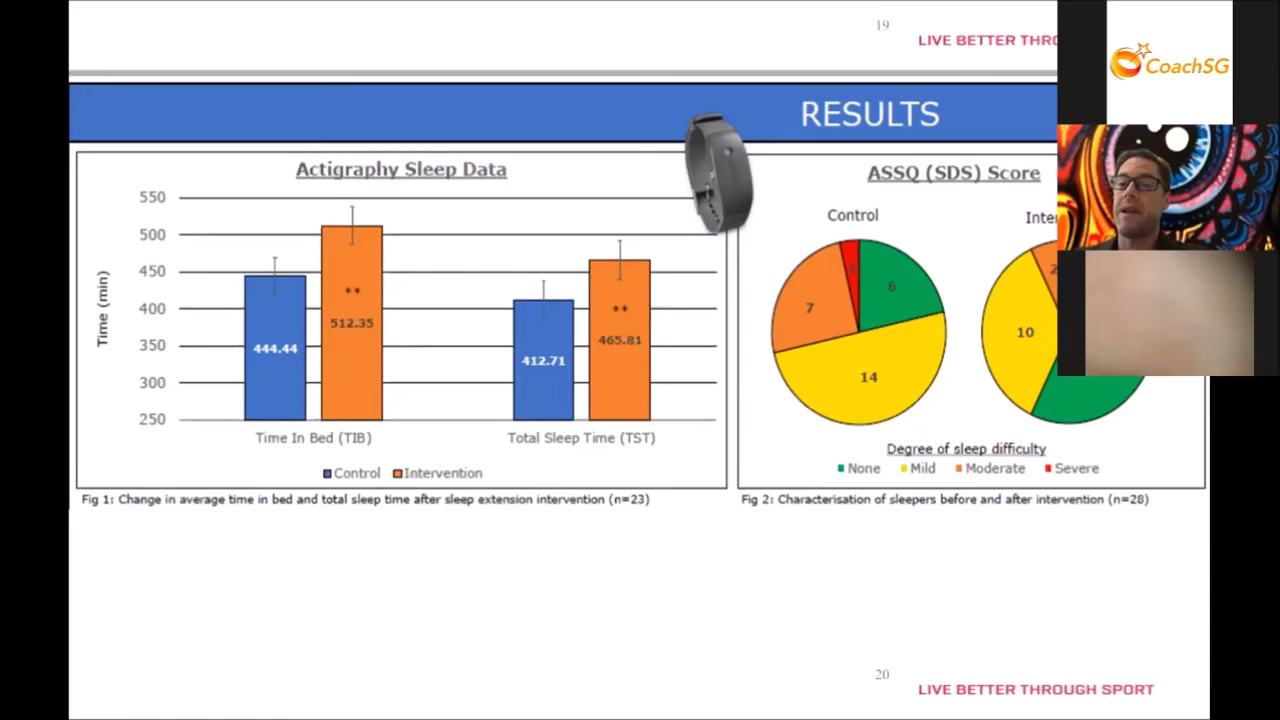 19
LIVE BETTER
CoachSG
RESULTS
Actigraphy Sleep Data
550
500
450
400
350
300
250
Time (min)
**
512.35
444.44
**
465.81
412.71
Time In Bed (TIB)
Total Sleep Time (TST)
Control
Intervention
Fig 1: Change in average time in bed and total sleep time after sleep extension intervention (n=23)
ASSQ (SDS) Score
Control
6
7
14
10
2
Degree of sleep difficulty
None
Mild
Moderate
Severe
Fig 2: Characterisation of sleepers before and after intervention (n=28)
20
LIVE BETTER THROUGH SPORT